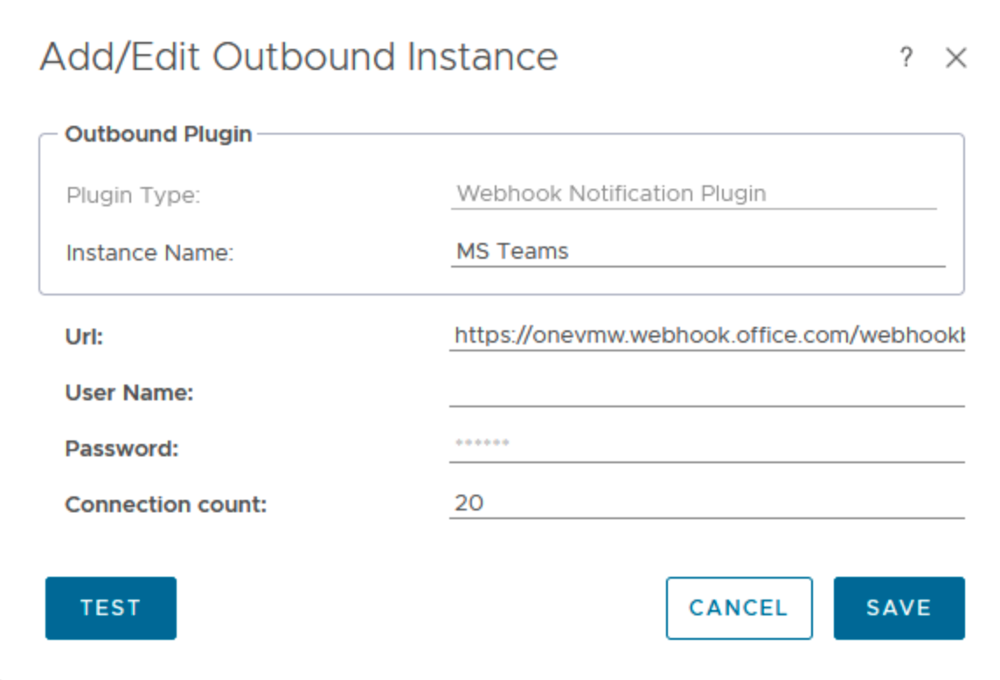 Add/Edit Outbound Instance ?
Outbound Plugin
Plugin Type: Webhook Notification Plugin
Instance Name: MS Teams
Url: https://onevmw.webhook.office.com/webhookb
User Name:
Password: ••••••
Connection count: 20
TEST CANCEL SAVE